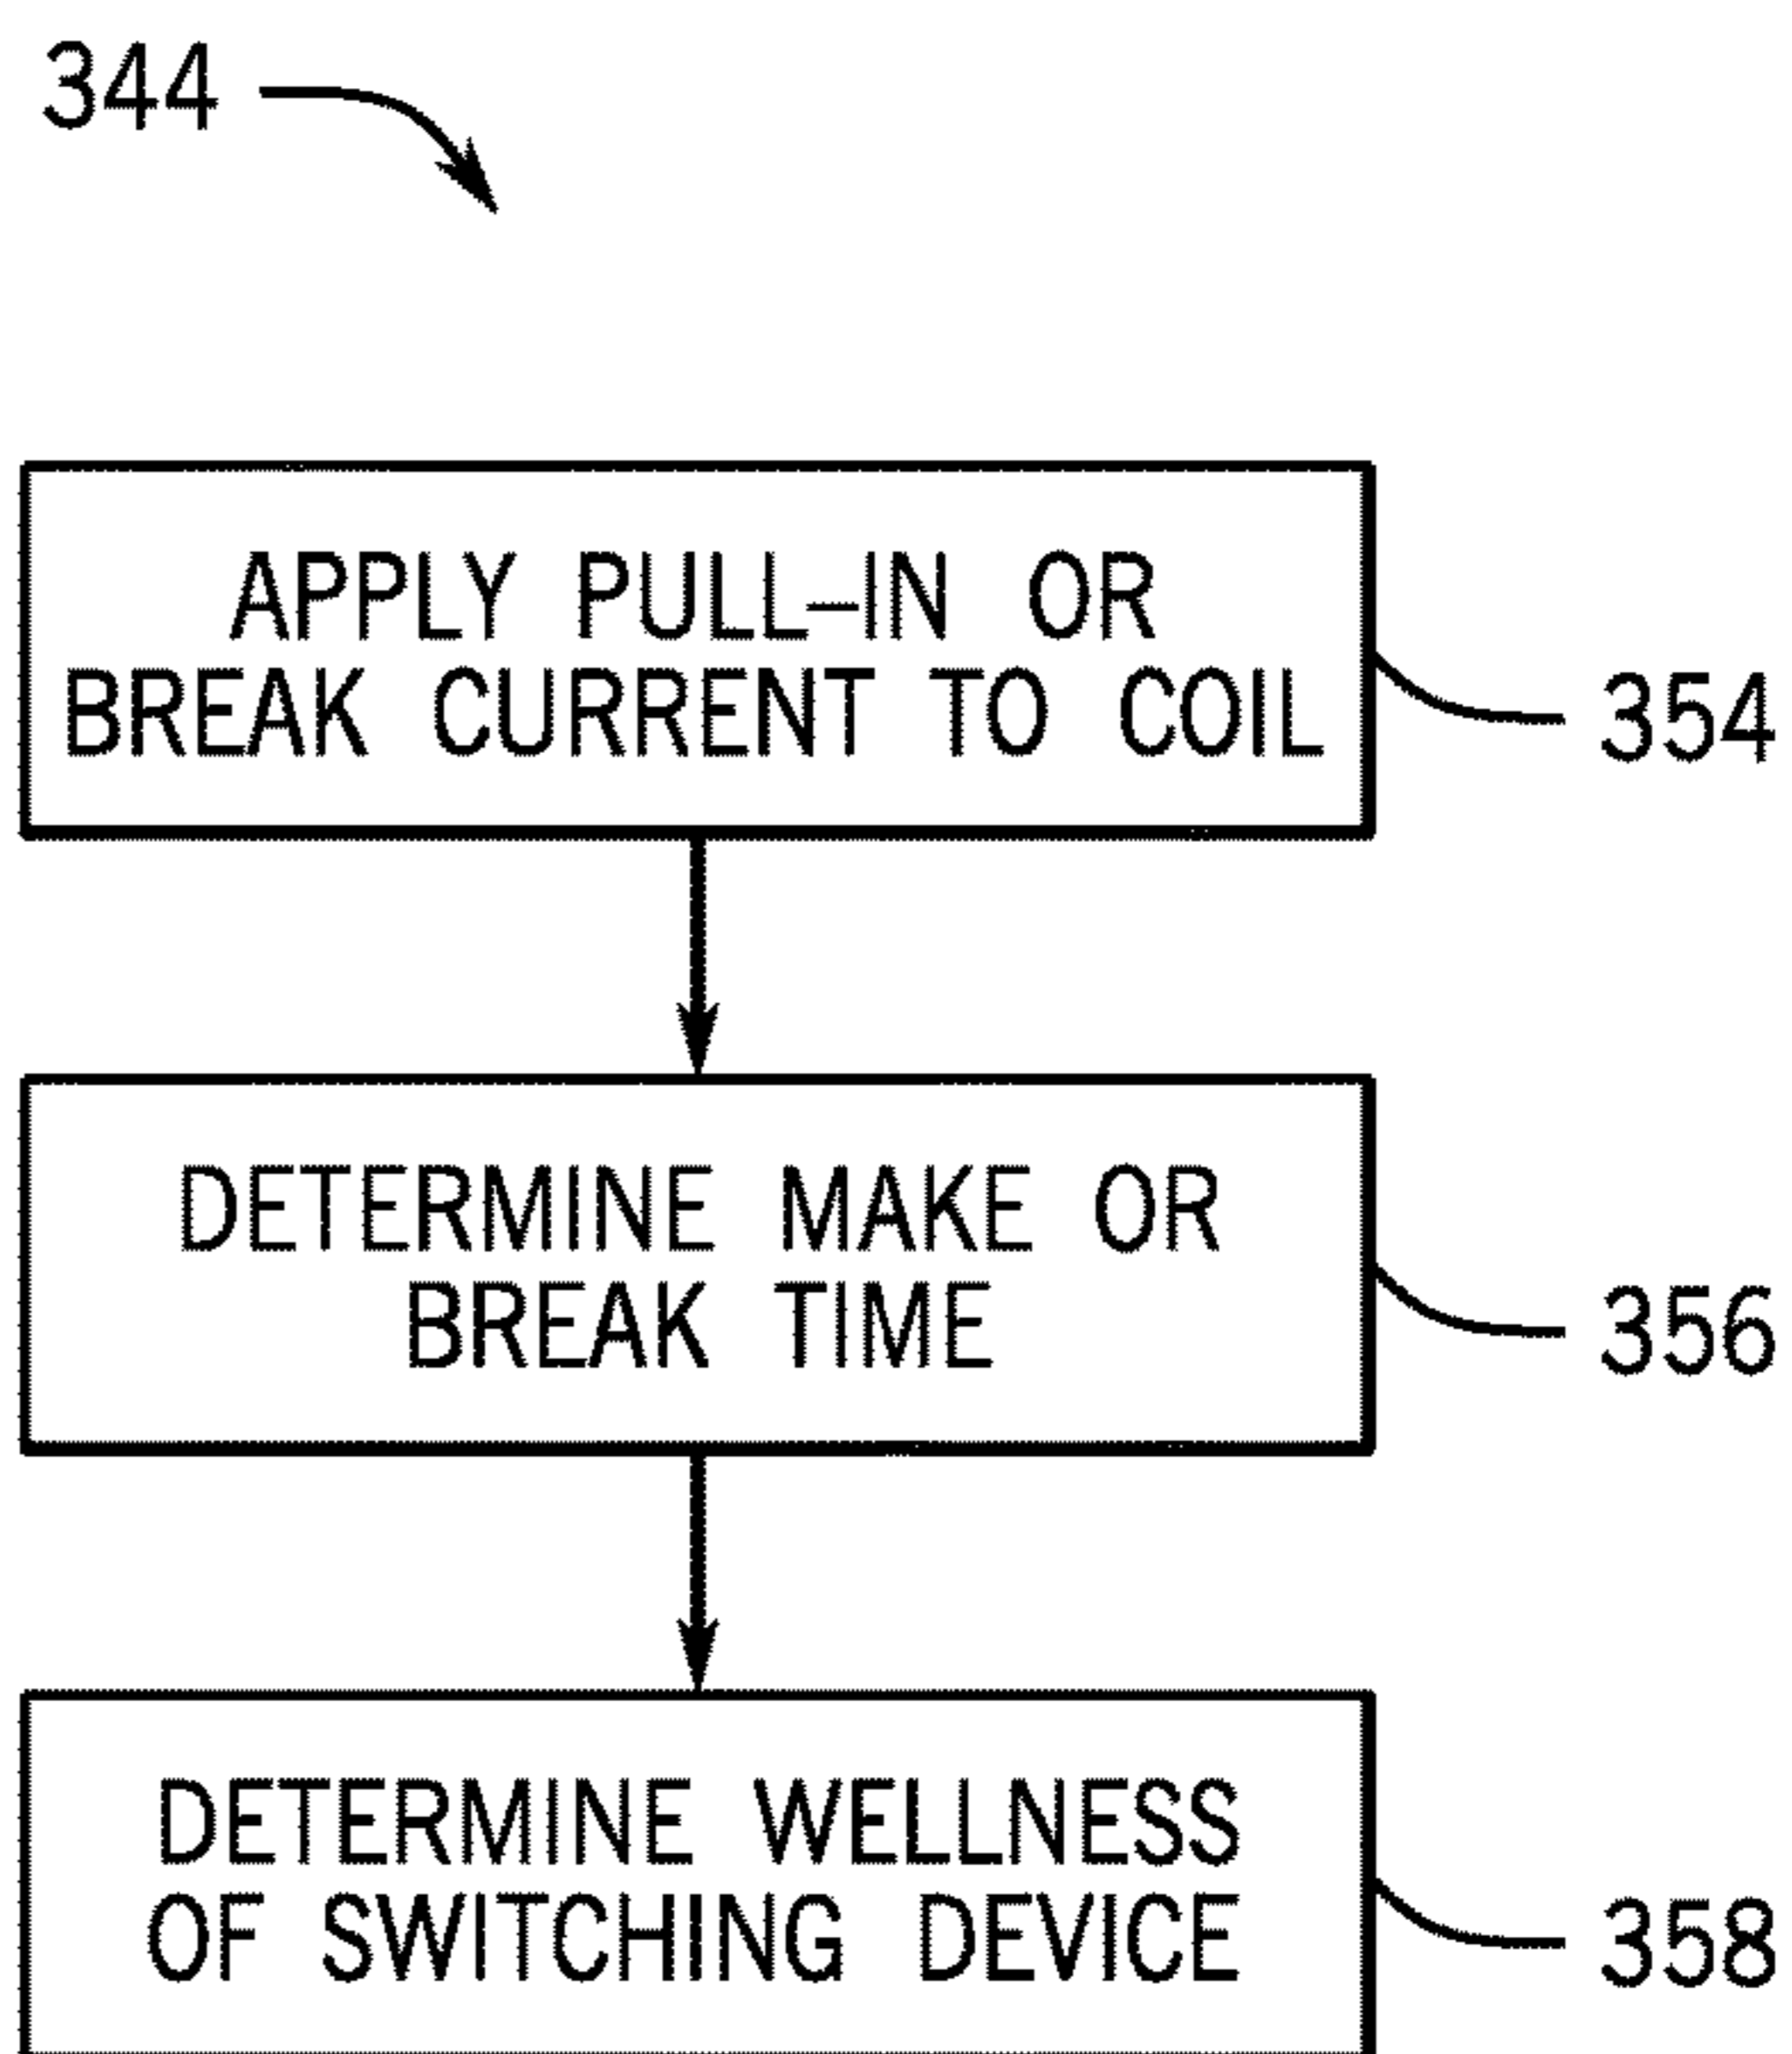 344
APPLY PULL-IN OR
BREAK CURRENT TO COIL
354
DETERMINE MAKE OR
BREAK TIME
356
DETERMINE WELLNESS
OF SWITCHING DEVICE
358